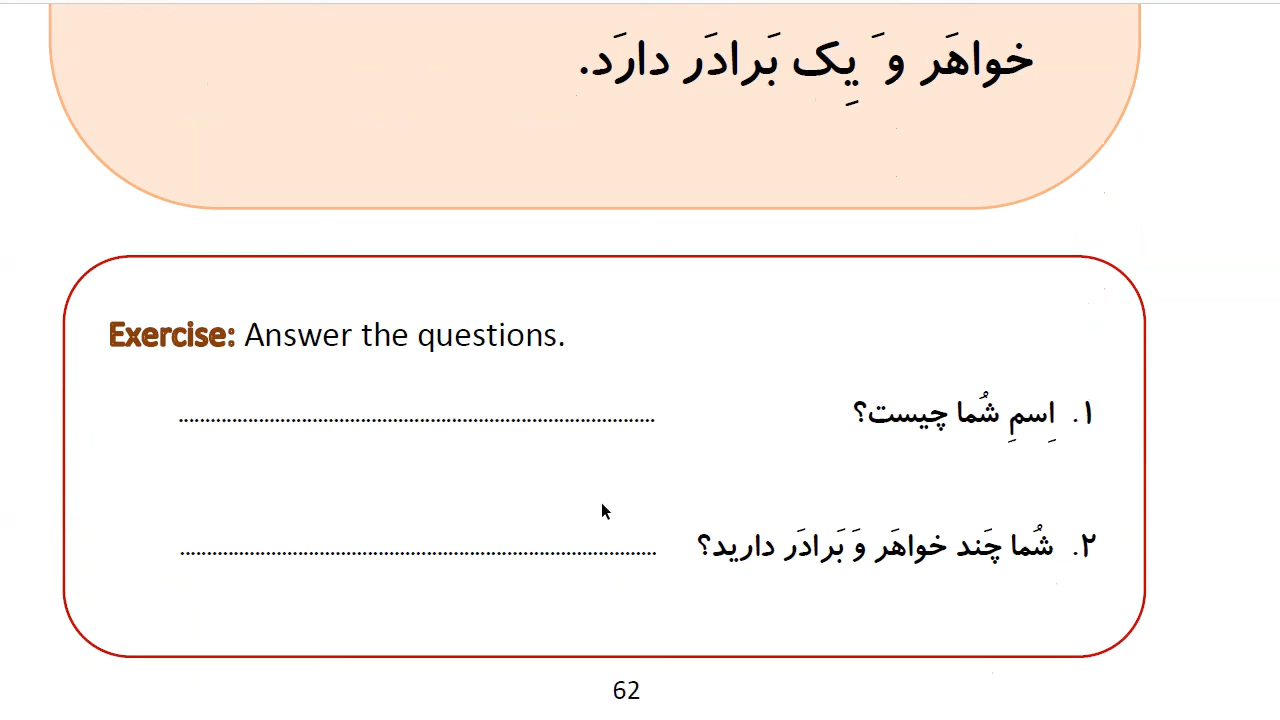 خواهَر وَ یِک بَرادَر دارَد.
Exercise: Answer the questions.
۱. اِسمِ شُما چیست؟ ......................................................................................
۲. شُما چَند خواهَر وَ بَرادَر دارید؟ ......................................................................................
62